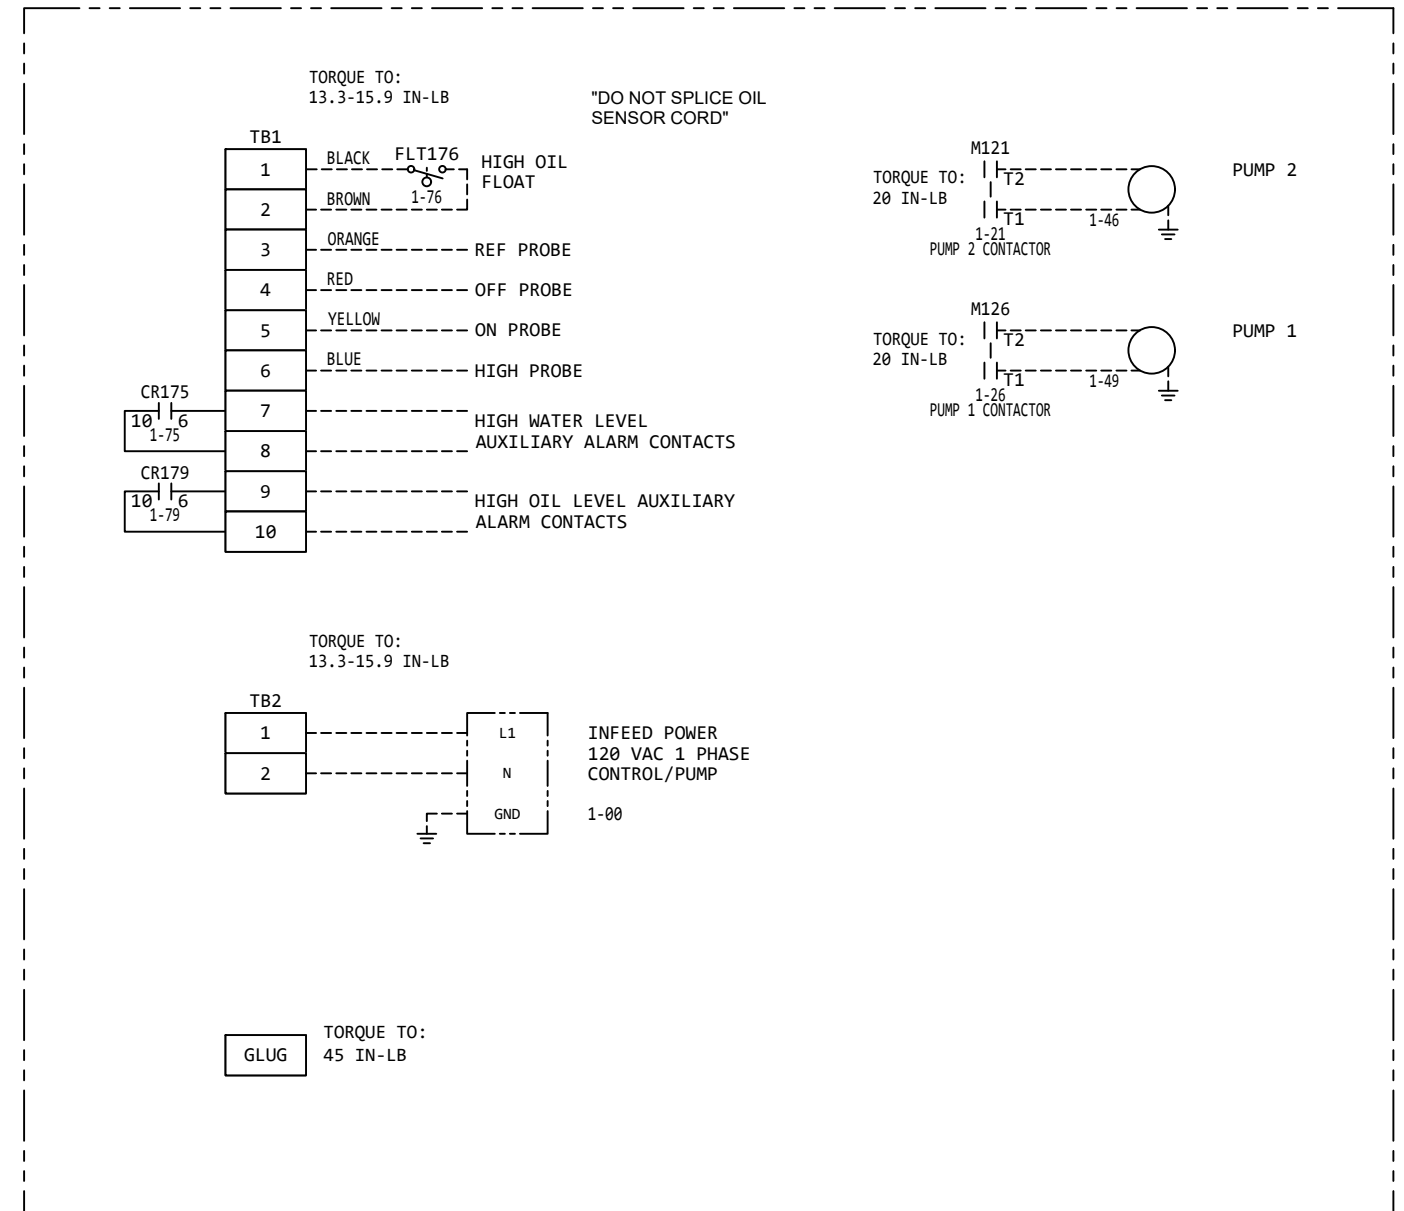 TORQUE TO:
13.3-15.9 IN-LB
"DO NOT SPLICE OIL
SENSOR CORD"
TB1
1
BLACK
FLT176
1-76
HIGH OIL
FLOAT
2
BROWN
3
ORANGE
REF PROBE
4
RED
OFF PROBE
5
YELLOW
ON PROBE
6
BLUE
HIGH PROBE
CR175
10 6
1-75
7
8
HIGH WATER LEVEL
AUXILIARY ALARM CONTACTS
CR179
10 6
1-79
9
10
HIGH OIL LEVEL AUXILIARY
ALARM CONTACTS
M121
TORQUE TO:
20 IN-LB
T2
T1
1-21
PUMP 2 CONTACTOR
1-46
PUMP 2
M126
TORQUE TO:
20 IN-LB
T2
T1
1-26
PUMP 1 CONTACTOR
1-49
PUMP 1
TORQUE TO:
13.3-15.9 IN-LB
TB2
1
2
L1
N
GND
INFEED POWER
120 VAC 1 PHASE
CONTROL/PUMP
1-00
GLUG
TORQUE TO:
45 IN-LB